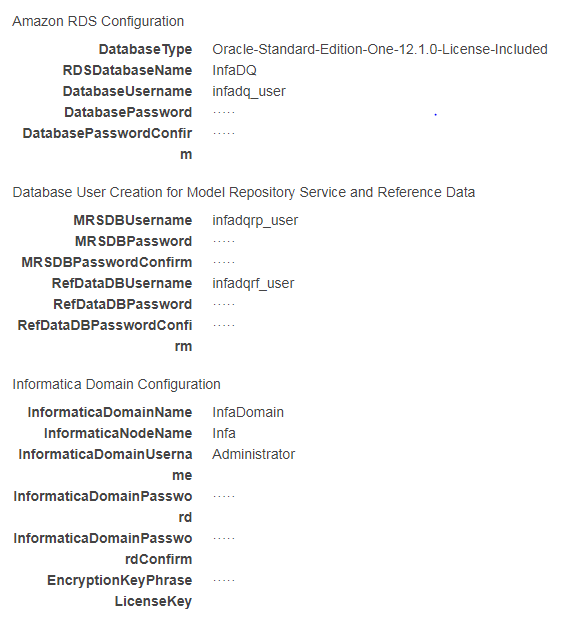 Amazon RDS Configuration
DatabaseType Oracle-Standard-Edition-One-12.1.0-License-Included
RDSDatabaseName InfaDQ
DatabaseUsername infadq_user
DatabasePassword .....
DatabasePasswordConfir .....
m
Database User Creation for Model Repository Service and Reference Data
MRSDBUsername infadqrp_user
MRSDBPassword .....
MRSDBPasswordConfirm .....
RefDataDBUsername infadqrf_user
RefDataDBPassword .....
RefDataDBPasswordConfi .....
rm
Informatica Domain Configuration
InformaticaDomainName InfaDomain
InformaticaNodeName Infa
InformaticaDomainUserna Administrator
me
InformaticaDomainPasswo .....
rd
InformaticaDomainPasswo .....
rdConfirm
EncryptionKeyPhrase .....
LicenseKey